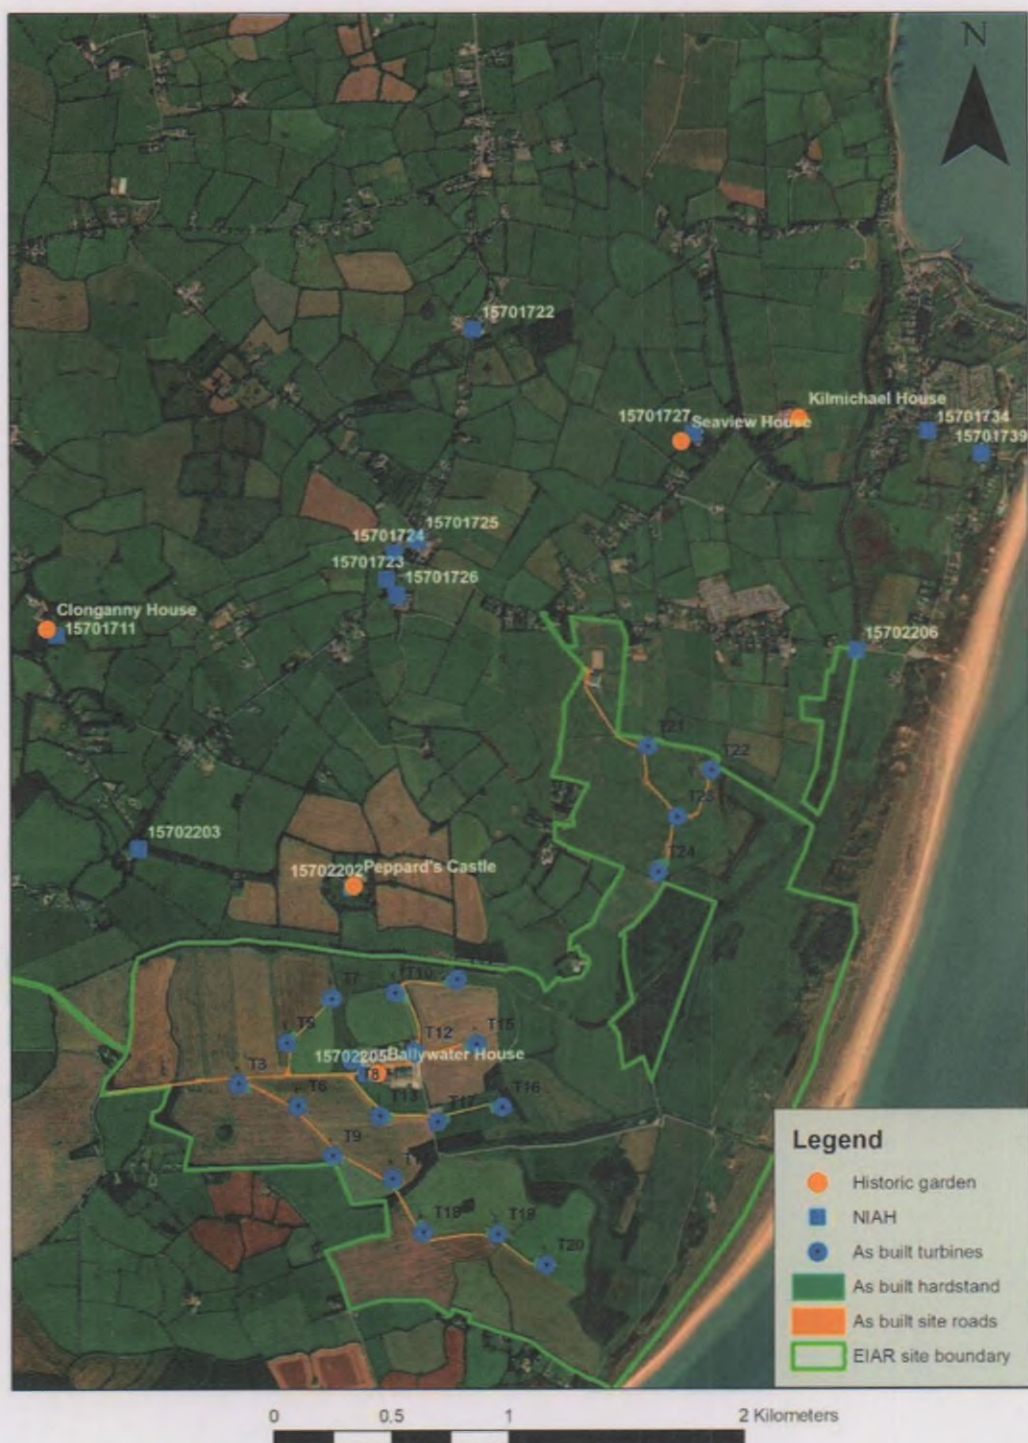 N
15701722
Kilmichael House
15701727
Seaview House
15701734
15701739
15701725
15701724
15701723
15701726
Clonganny House
15701711
15702206
T21
T22
T23
T24
15702203
15702202 Peppard's Castle
T7
T10
T5
T12
T15
15702205 Ballywater House
T3
T8
T6
T13
T16
T17
T9
T18
T19
T20
Legend
Historic garden
NIAH
As built turbines
As built hardstand
As built site roads
EIAR site boundary
0 0.5 1 2 Kilometers